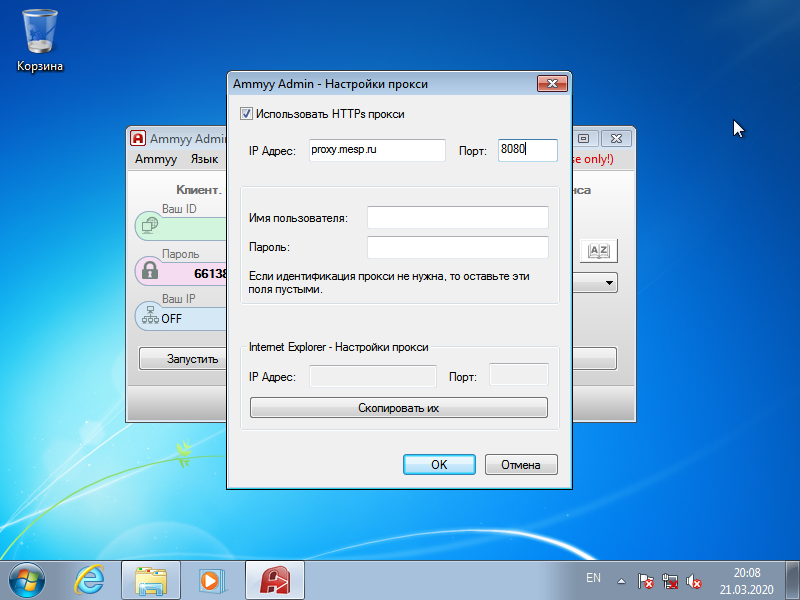 Корзина
Ammyy Admin - Настройки прокси
Использовать HTTPs прокси
IP Адрес: proxy.mesp.ru Порт: 8080
Имя пользователя:
Пароль:
Если идентификация прокси не нужна, то оставьте эти
поля пустыми.
Internet Explorer - Настройки прокси
IP Адрес: Порт:
Скопировать их
OK Отмена
Ammyy Admi
Ammyy Язык se only!)
Клиент. нса
Ваш ID
Пароль
66138
Ваш IP
OFF
AZ
Запустить
EN 20:08
21.03.2020